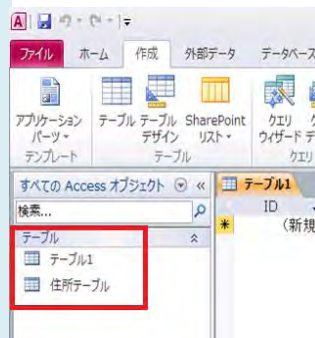 A
ファイル ホーム 作成 外部データ データベース
アプリケーション テーブル テーブル SharePoint クエリ
パーツ デザイン リスト ウィザード
テンプレート テーブル クエリ
すべての Access オブジェクト « テーブル1
検索... ID
テーブル * (新規
テーブル1
住所テーブル